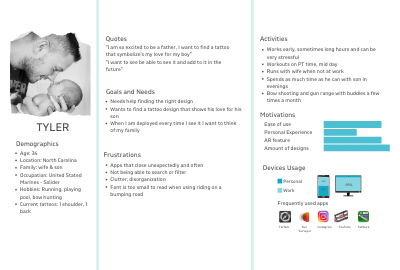 TYLER
Demographics
Age: 34
Location: North Carolina
Family: wife & son
Occupation: United Stated
Marines - Solider
Hobbies: Running, playing
pool, bow hunting
Current tattoos: 1 shoulder, 1
back
Quotes
"I am so excited to be a father, I want to find a tattoo
that symbolize's my love for my boy"
"I want to see be able to see it and add to it in the
future"
Goals and Needs
Needs help finding the right design
Wants to find a tattoo design that shows his love for his
son
When I am deployed every time I see it I want to think
of my family
Frustrations
Apps that close unexpectedly and often
Not being able to search or filter
Clutter, disorganization
Font is too small to read when using riding on a
bumping road
Activities
Works early, sometimes long hours and can be
very stressful
Workouts on PT time, mid day
Runs with wife when not at work
Spends as much time as he can with son in
evenings
Bow shooting and gun range with buddies a few
times a month
Motivations
Ease of use
Personal Experience
AR feature
Amount of designs
Devices Usage
Personal
Work
Frequently used apps
Instagram
YouTube